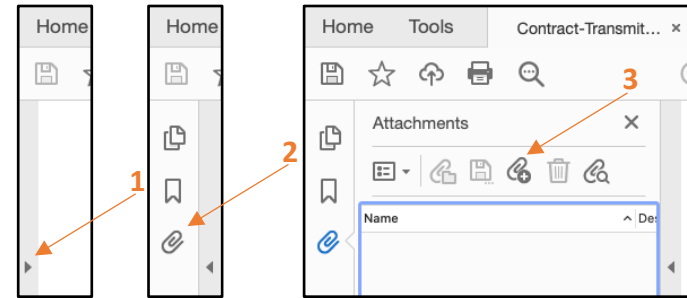 Home
1
Home
2
Home Tools Contract-Transmit... ×
3
Attachments
Name